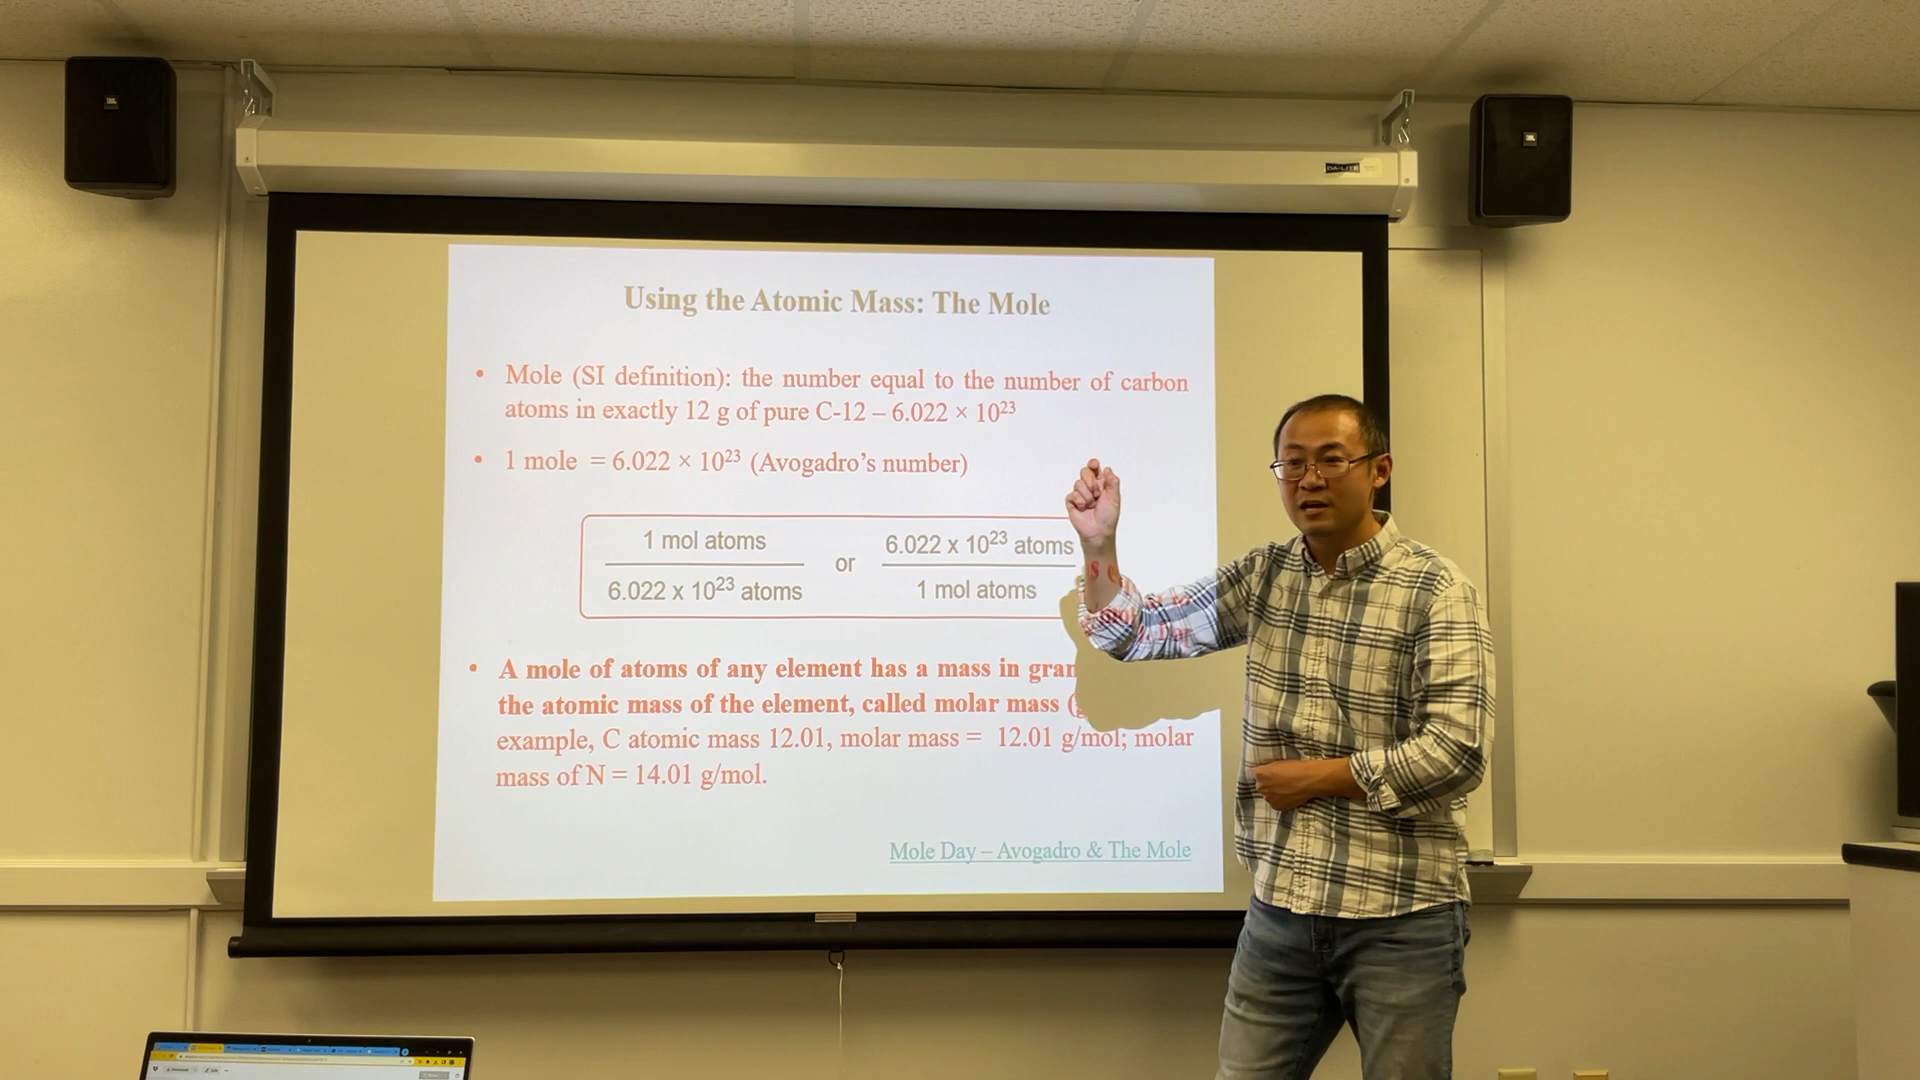 JBL
JBL
DA-LITE
Using the Atomic Mass: The Mole
• Mole (SI definition): the number equal to the number of carbon
atoms in exactly 12 g of pure C-12 – 6.022 × 10²³
• 1 mole = 6.022 × 10²³ (Avogadro’s number)
1 mol atoms
6.022 x 10²³ atoms
or
6.022 x 10²³ atoms
1 mol atoms
• A mole of atoms of any element has a mass in
the atomic mass of the element, called molar mass
example, C atomic mass 12.01, molar mass = 12.01 g/mol; molar
mass of N = 14.01 g/mol.
Mole Day – Avogadro & The Mole